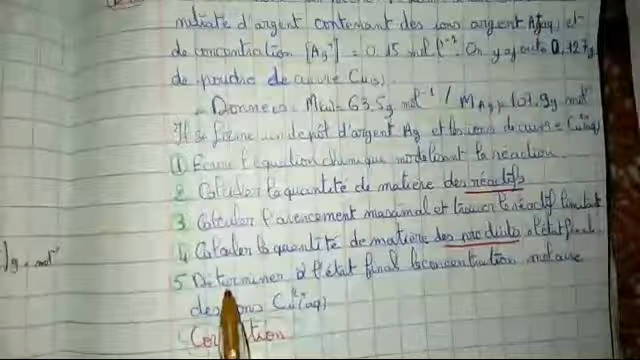 nitrate d'argent contenant des ions argent Ag⁺(aq) et
de concentration [Ag⁺] = 0.15 mol l⁻¹. On y ajoute 0,127g
de poudre de cuivre Cu(s).
Données. M(Cu) = 63,5g mol⁻¹ / M(Ag) = 107,9g mol⁻¹
Il se forme un dépôt d'argent Ag et les ions de cuivre = Cu²⁺(aq)
① Ecrire l'équation chimique modélisant la réaction.
2 Calculer la quantité de matière des réactifs
3 Calculer l'avancement maximal et trouver le réactif limitant
4 Calculer la quantité de matière des produits à l'état final.
5 Determiner à l'état final la concentration molaire
des ions Cu²⁺(aq)